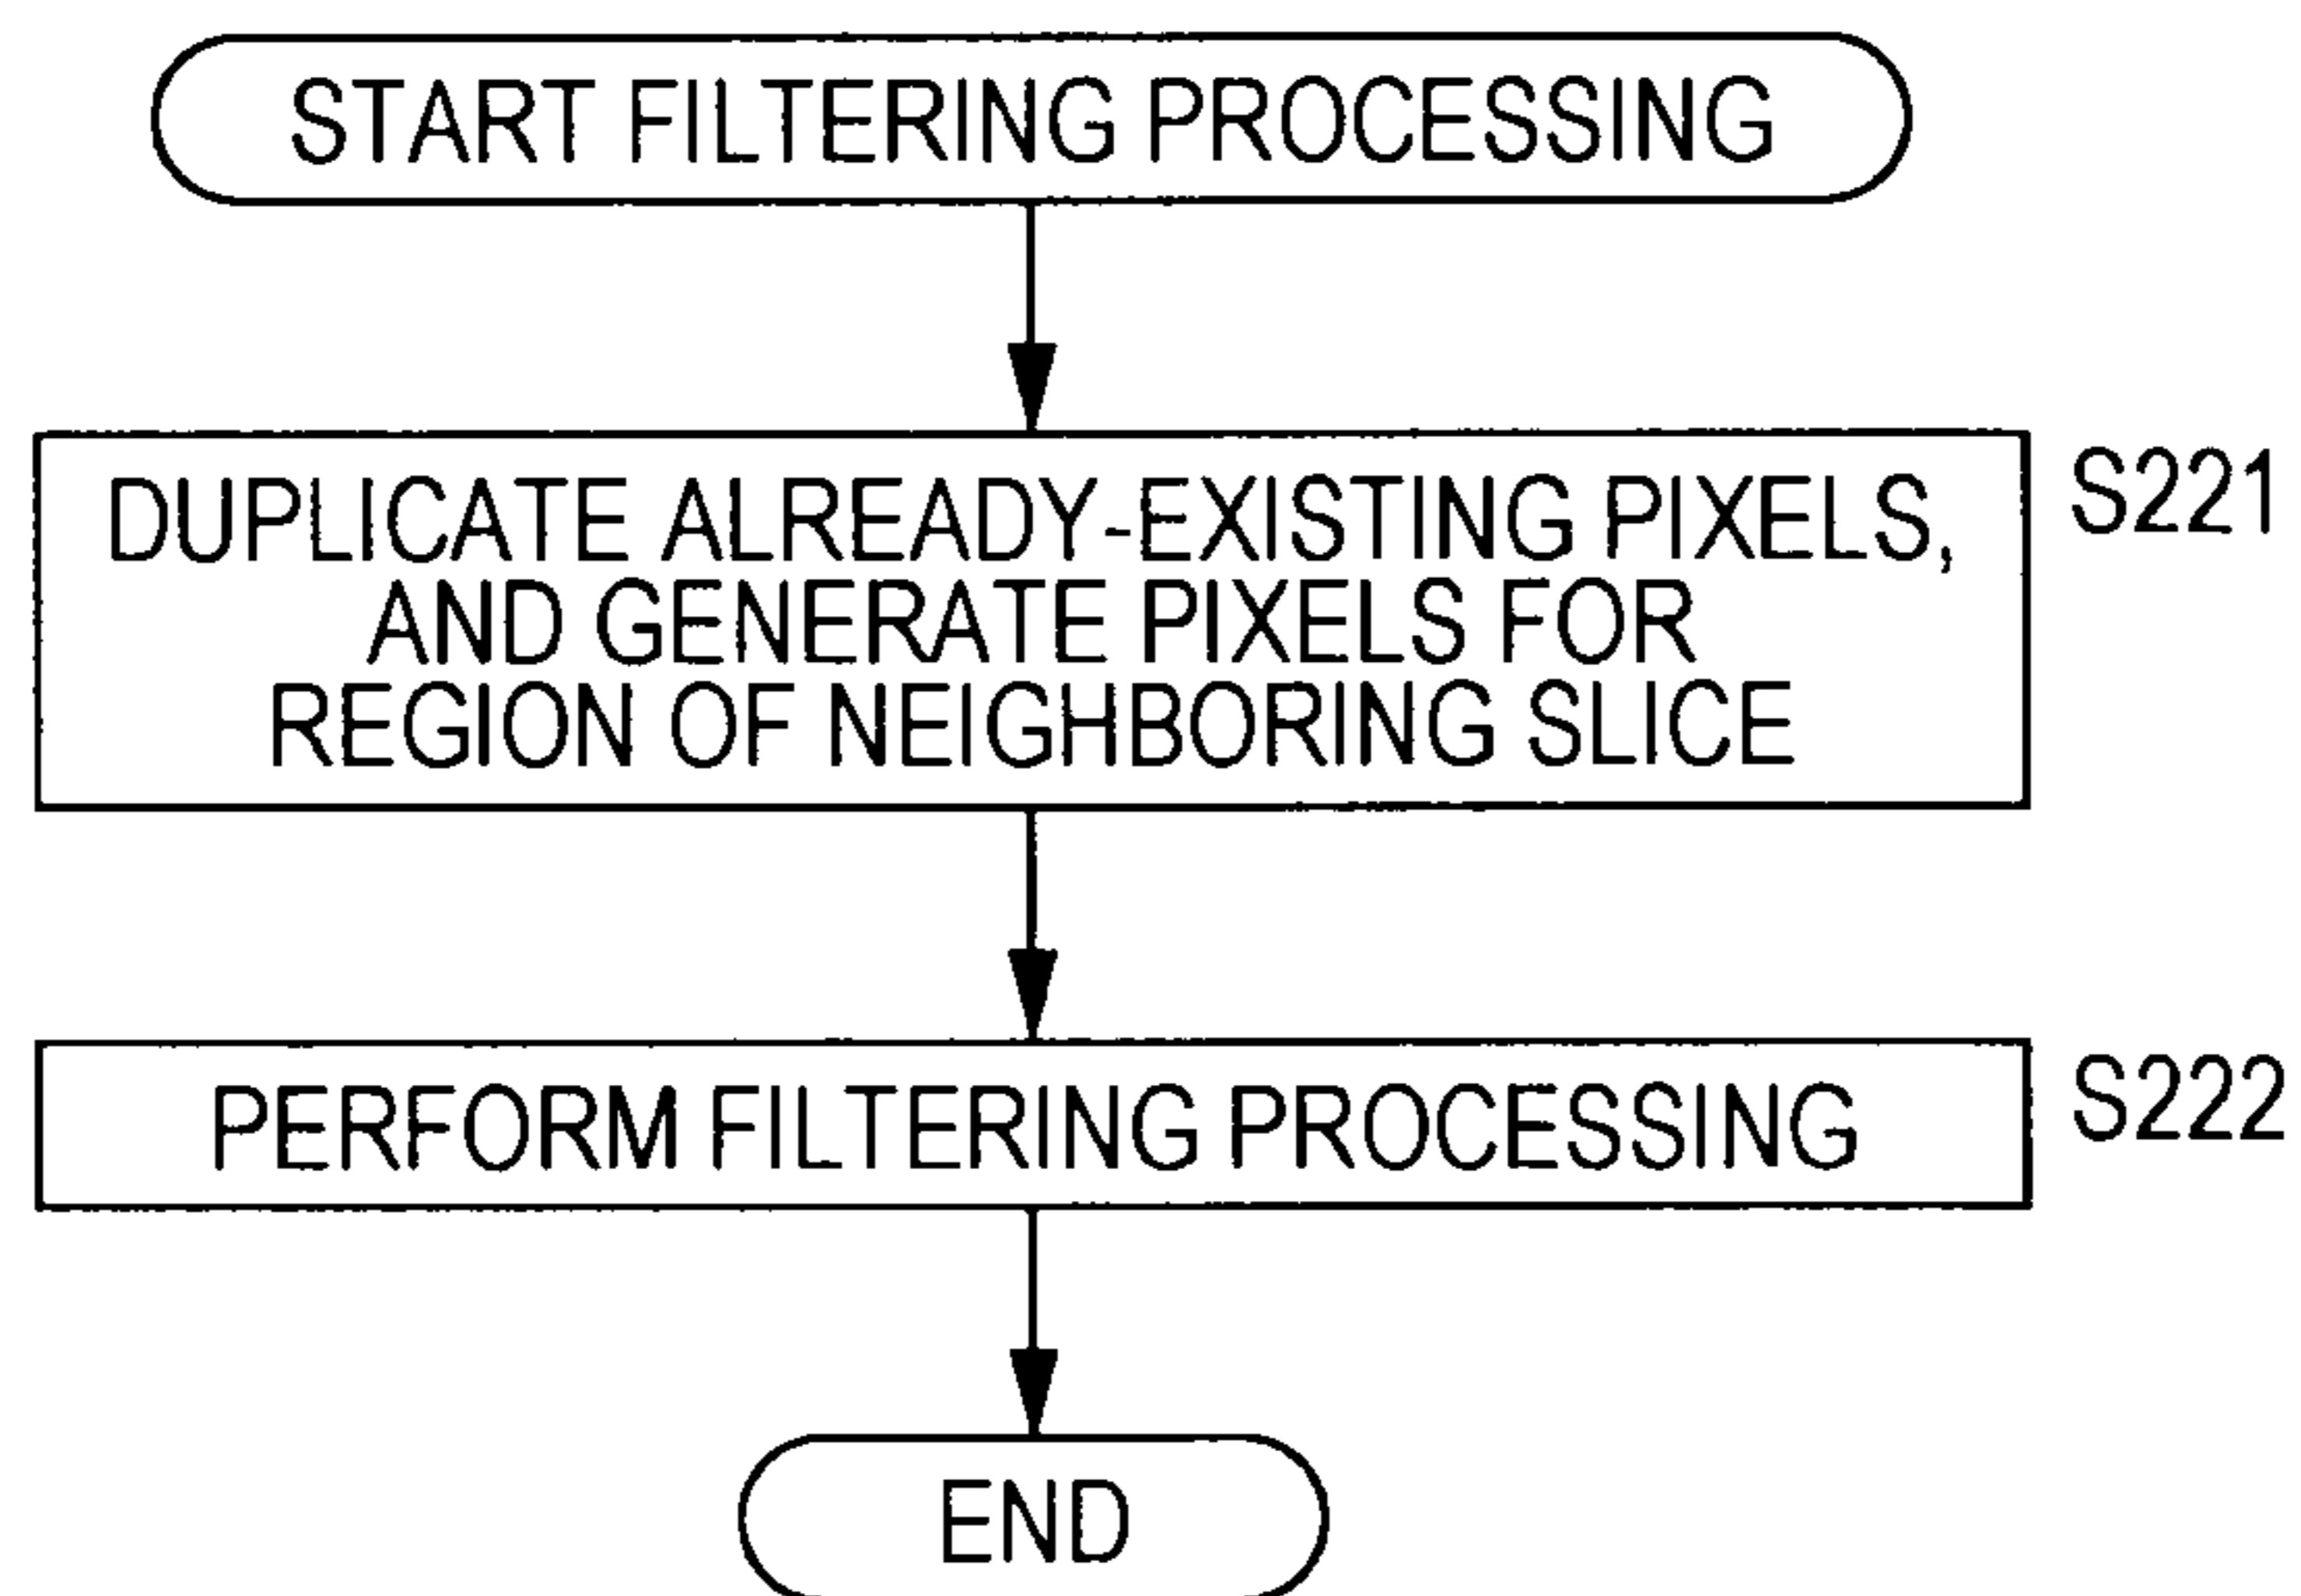 START FILTERING PROCESSING
DUPLICATE ALREADY-EXISTING PIXELS,
AND GENERATE PIXELS FOR
REGION OF NEIGHBORING SLICE
S221
PERFORM FILTERING PROCESSING
S222
END